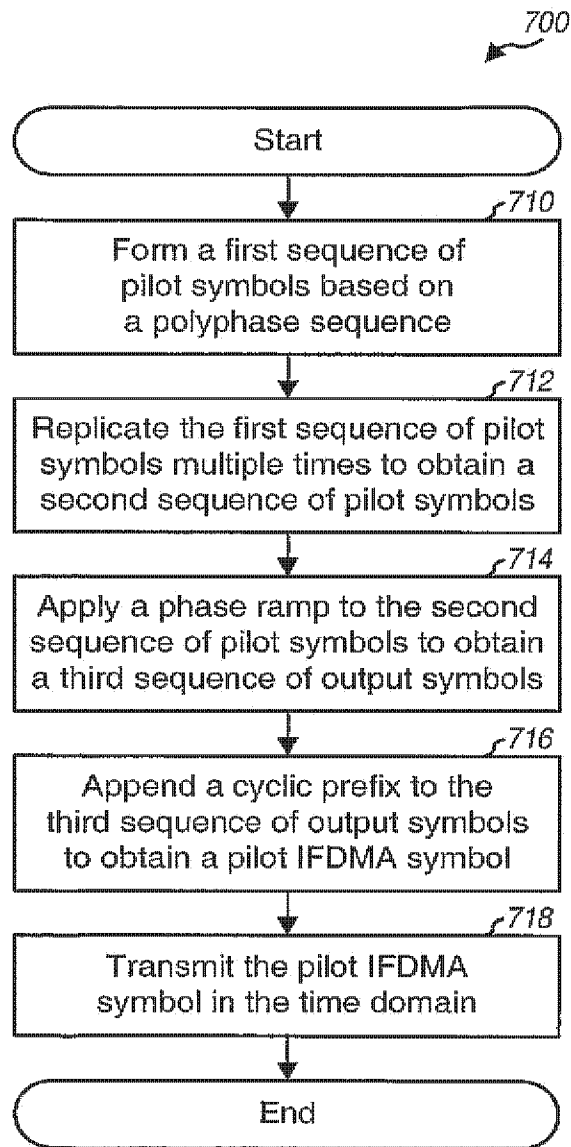 700
Start
710
Form a first sequence of
pilot symbols based on
a polyphase sequence
712
Replicate the first sequence of pilot
symbols multiple times to obtain a
second sequence of pilot symbols
714
Apply a phase ramp to the second
sequence of pilot symbols to obtain
a third sequence of output symbols
716
Append a cyclic prefix to the
third sequence of output symbols
to obtain a pilot IFDMA symbol
718
Transmit the pilot IFDMA
symbol in the time domain
End